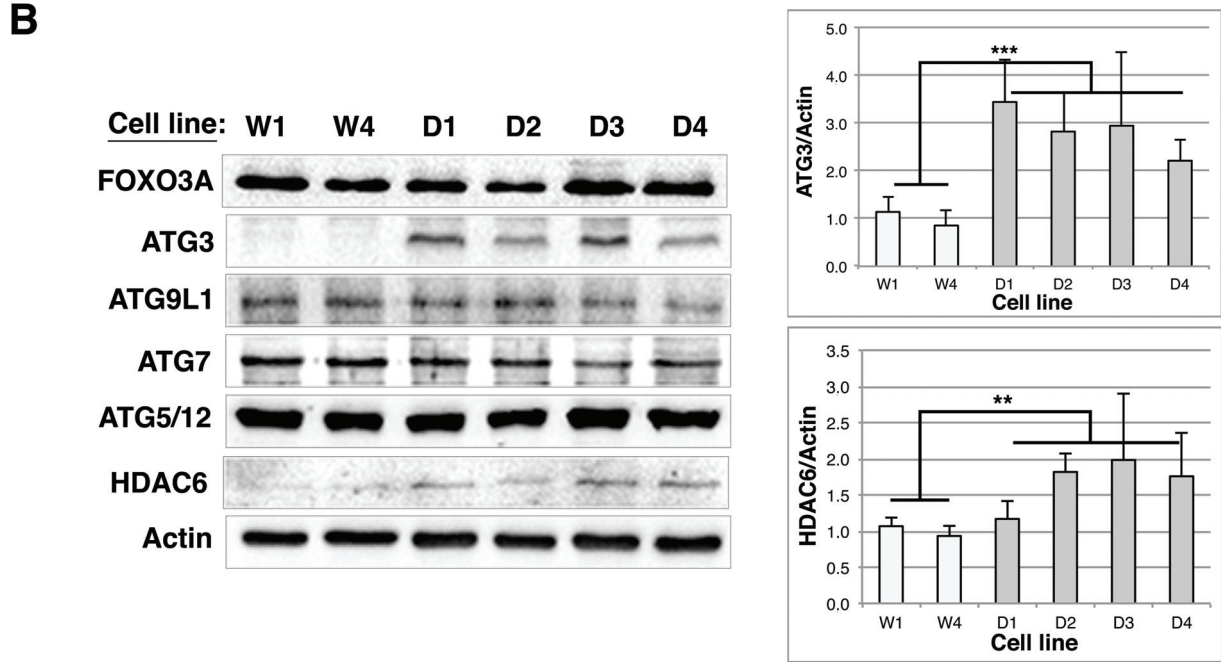 B
Cell line: W1 W4 D1 D2 D3 D4
FOXO3A
ATG3
ATG9L1
ATG7
ATG5/12
HDAC6
Actin
ATG3/Actin
5.0
4.0
3.0
2.0
1.0
0.0
***
W1 W4 D1 D2 D3 D4
Cell line
HDAC6/Actin
3.5
3.0
2.5
2.0
1.5
1.0
0.5
0.0
**
W1 W4 D1 D2 D3 D4
Cell line